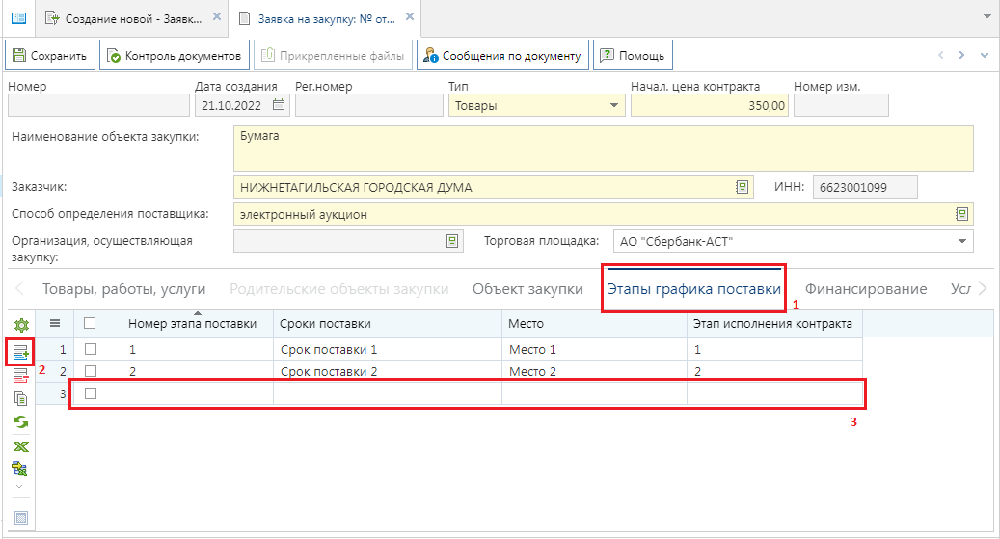 Создание новой - Заявк...
Заявка на закупку: № от...
Сохранить
Контроль документов
Прикрепленные файлы
Сообщения по документу
Помощь
Номер
Дата создания
Рег.номер
Тип
Начал. цена контракта
Номер изм.
21.10.2022
Товары
350,00
Наименование объекта закупки:
Бумага
Заказчик:
НИЖНЕТАГИЛЬСКАЯ ГОРОДСКАЯ ДУМА
ИНН:
6623001099
Способ определения поставщика:
электронный аукцион
Организация, осуществляющая
закупку:
Торговая площадка:
АО "Сбербанк-АСТ"
Товары, работы, услуги
Родительские объекты закупки
Объект закупки
Этапы графика поставки
Финансирование
Усл
1
Номер этапа поставки
Сроки поставки
Место
Этап исполнения контракта
1 1 Срок поставки 1 Место 1 1
2
2 2 Срок поставки 2 Место 2 2
3
3